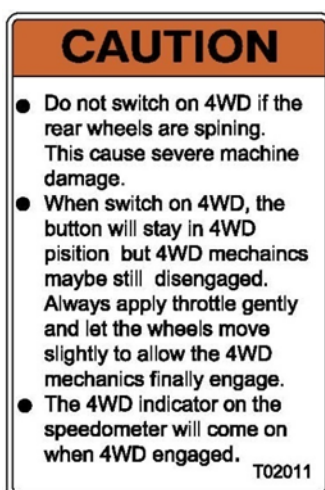 CAUTION
● Do not switch on 4WD if the
rear wheels are spining.
This cause severe machine
damage.
● When switch on 4WD, the
button will stay in 4WD
pisition but 4WD mechaincs
maybe still disengaged.
Always apply throttle gently
and let the wheels move
slightly to allow the 4WD
mechanics finally engage.
● The 4WD indicator on the
speedometer will come on
when 4WD engaged.
T02011